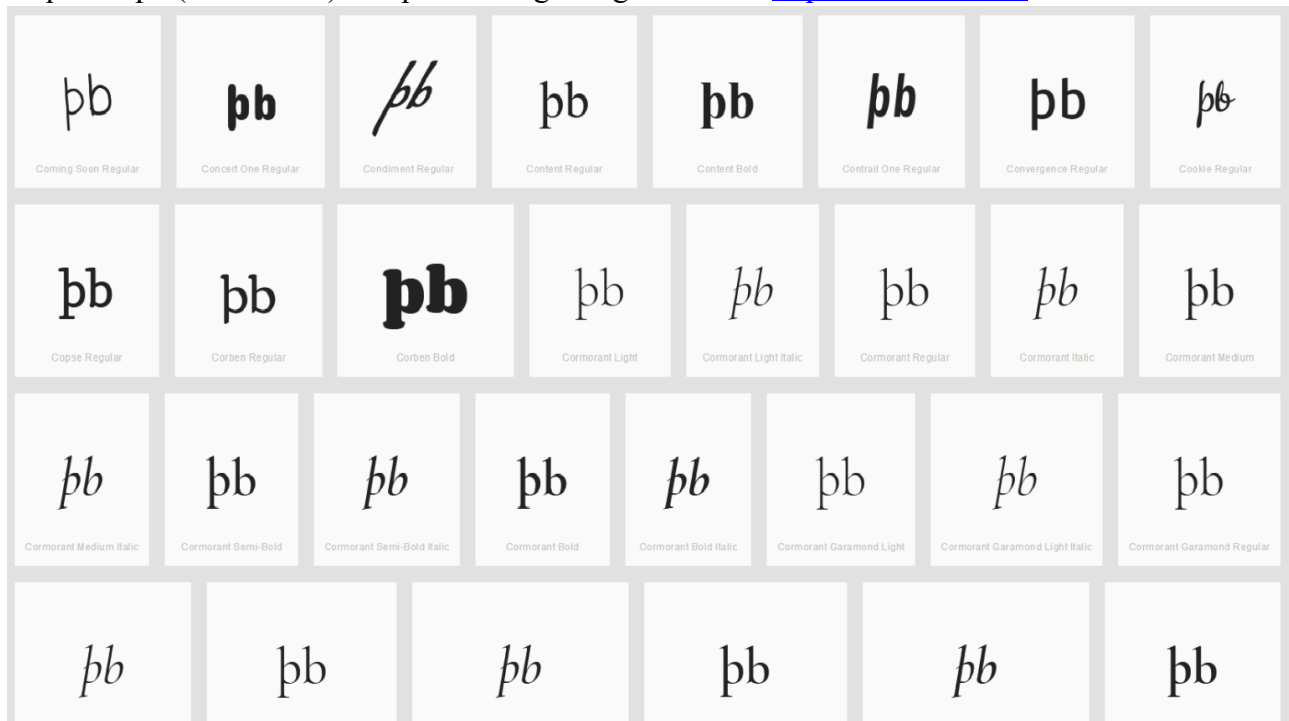 þb þb þb þb þb þb þb þb
Coming Soon Regular Concert One Regular Condiment Regular Content Regular Content Bold Contrail One Regular Convergence Regular Cookie Regular
þb þb þb þb þb þb þb þb
Copse Regular Corben Regular Corben Bold Cormorant Light Cormorant Light Italic Cormorant Regular Cormorant Italic Cormorant Medium
þb þb þb þb þb þb þb þb
Cormorant Medium Italic Cormorant Semi-Bold Cormorant Semi-Bold Italic Cormorant Bold Cormorant Bold Italic Cormorant Garamond Light Cormorant Garamond Light Italic Cormorant Garamond Regular
þb þb þb þb þb þb